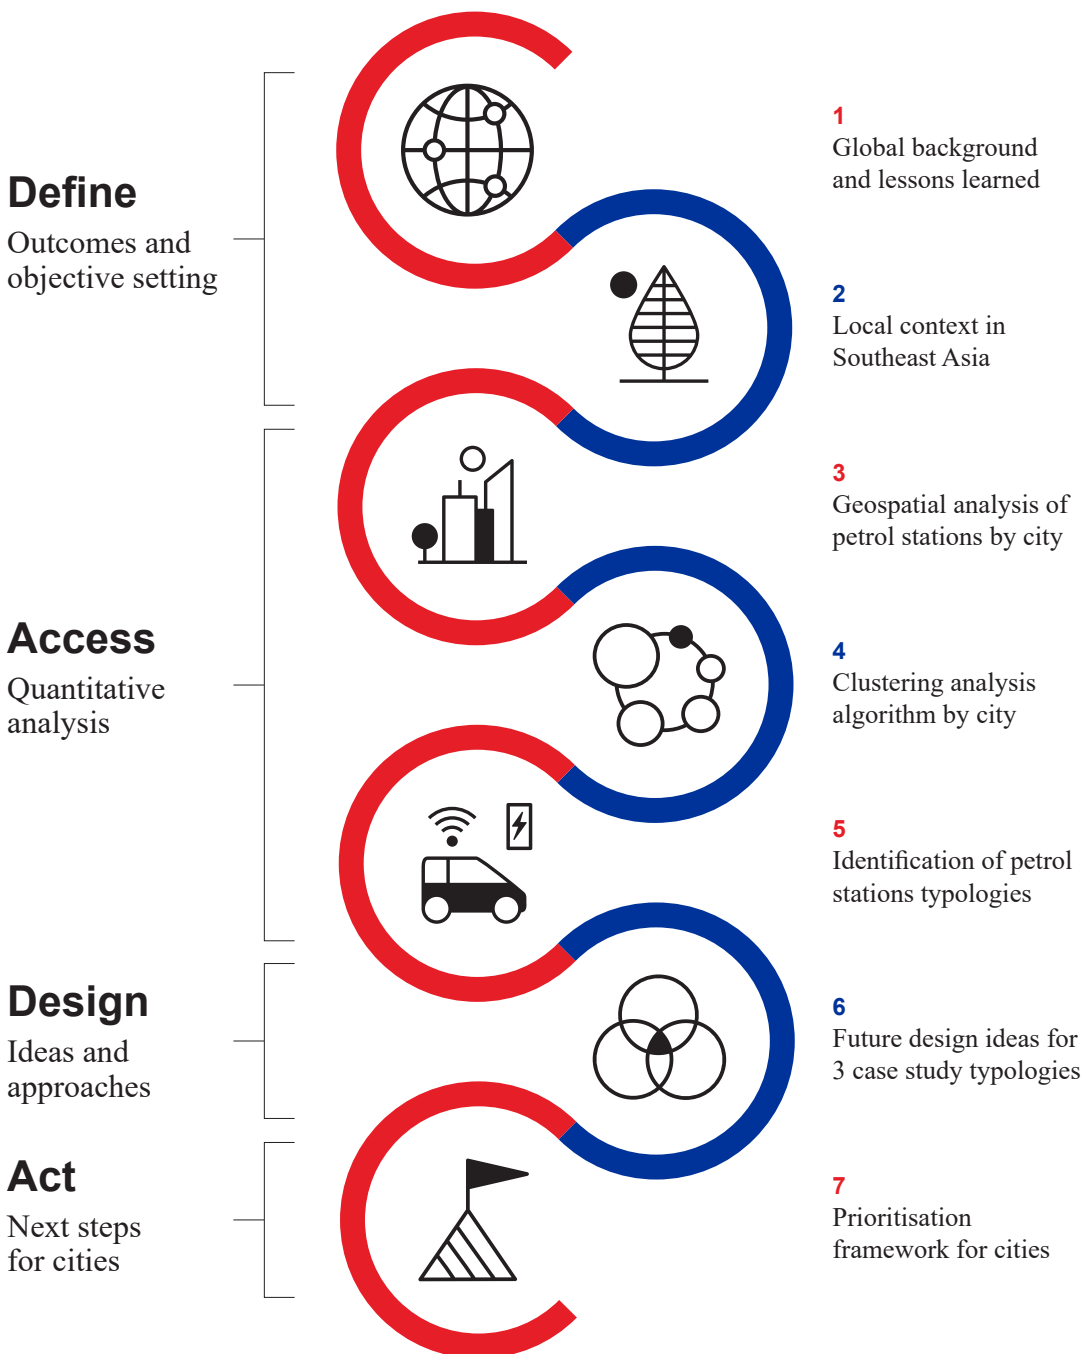 Define
Outcomes and
objective setting
1
Global background
and lessons learned
2
Local context in
Southeast Asia
Access
Quantitative
analysis
3
Geospatial analysis of
petrol stations by city
4
Clustering analysis
algorithm by city
5
Identification of petrol
stations typologies
Design
Ideas and
approaches
6
Future design ideas for
3 case study typologies
Act
Next steps
for cities
7
Prioritisation
framework for cities